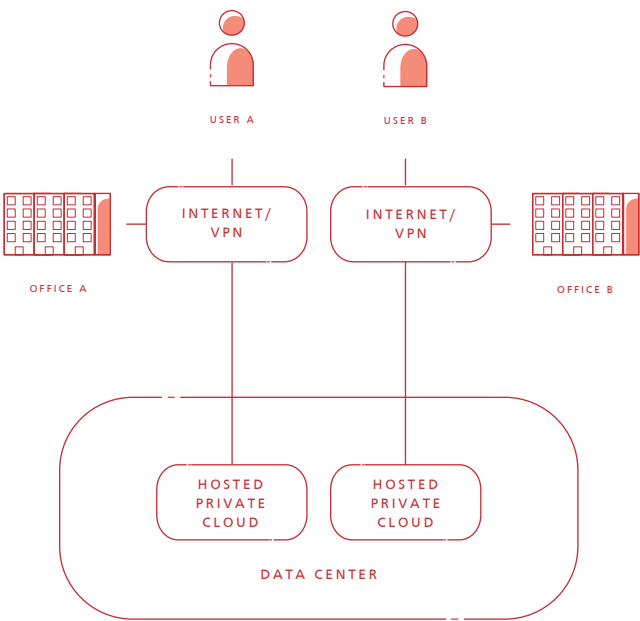 USER A
USER B
INTERNET/
VPN
INTERNET/
VPN
OFFICE A
OFFICE B
HOSTED
PRIVATE
CLOUD
HOSTED
PRIVATE
CLOUD
DATA CENTER